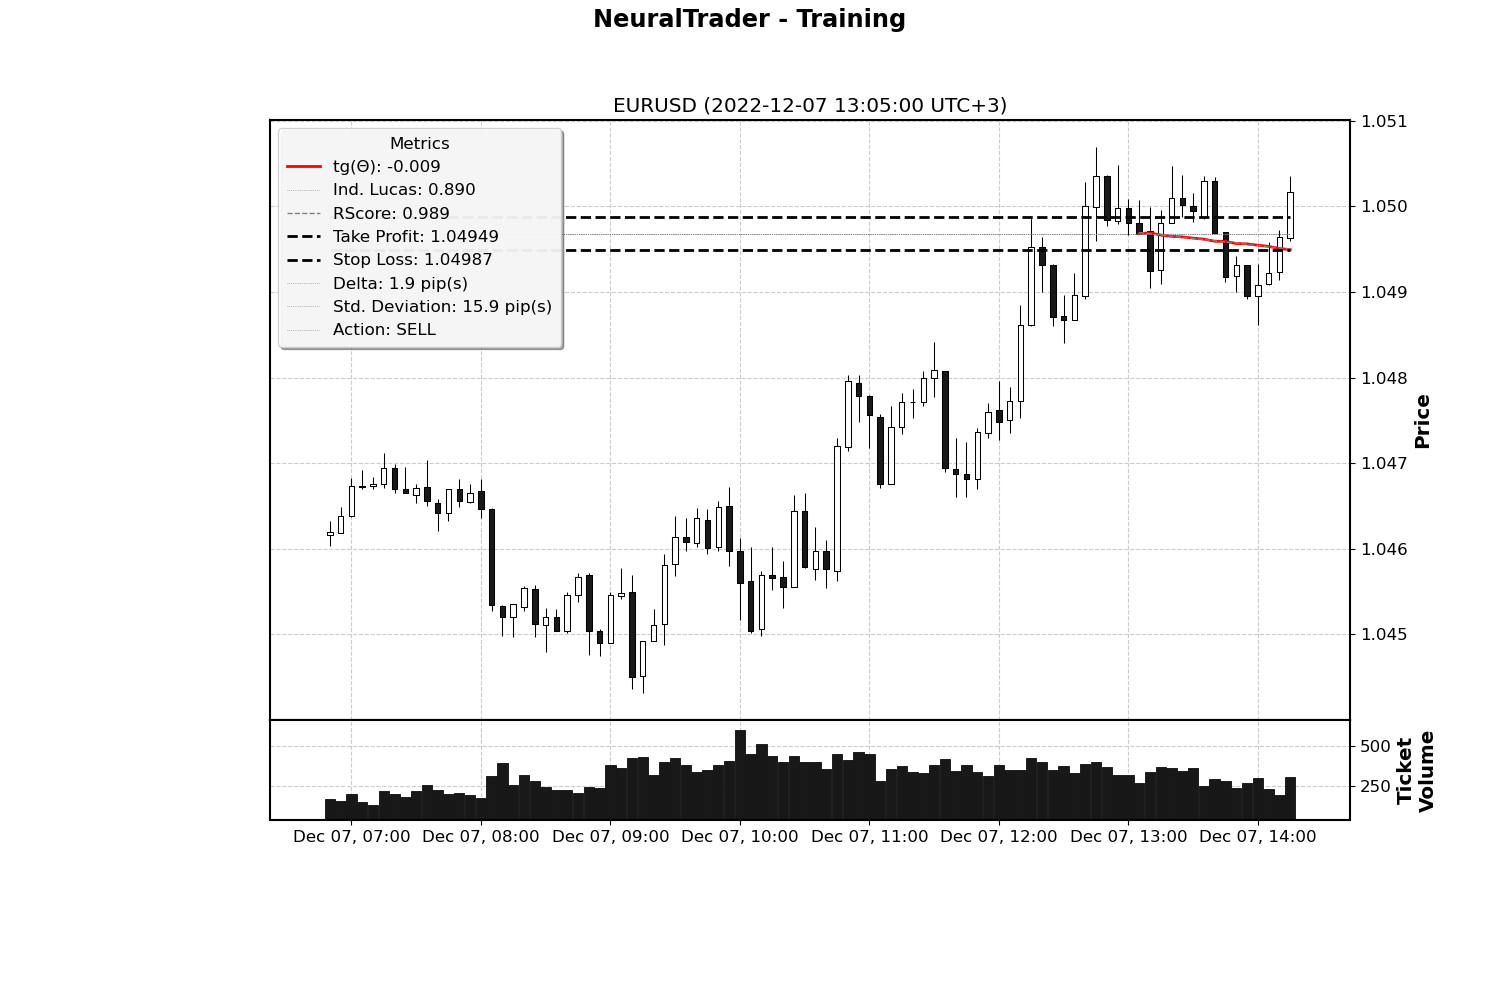 NeuralTrader - Training
EURUSD (2022-12-07 13:05:00 UTC+3)
Metrics
tg(Θ): -0.009
Ind. Lucas: 0.890
RScore: 0.989
Take Profit: 1.04949
Stop Loss: 1.04987
Delta: 1.9 pip(s)
Std. Deviation: 15.9 pip(s)
Action: SELL
1.051
1.050
1.049
1.048
1.047
1.046
1.045
Price
500
250
Ticket
Volume
Dec 07, 07:00
Dec 07, 08:00
Dec 07, 09:00
Dec 07, 10:00
Dec 07, 11:00
Dec 07, 12:00
Dec 07, 13:00
Dec 07, 14:00